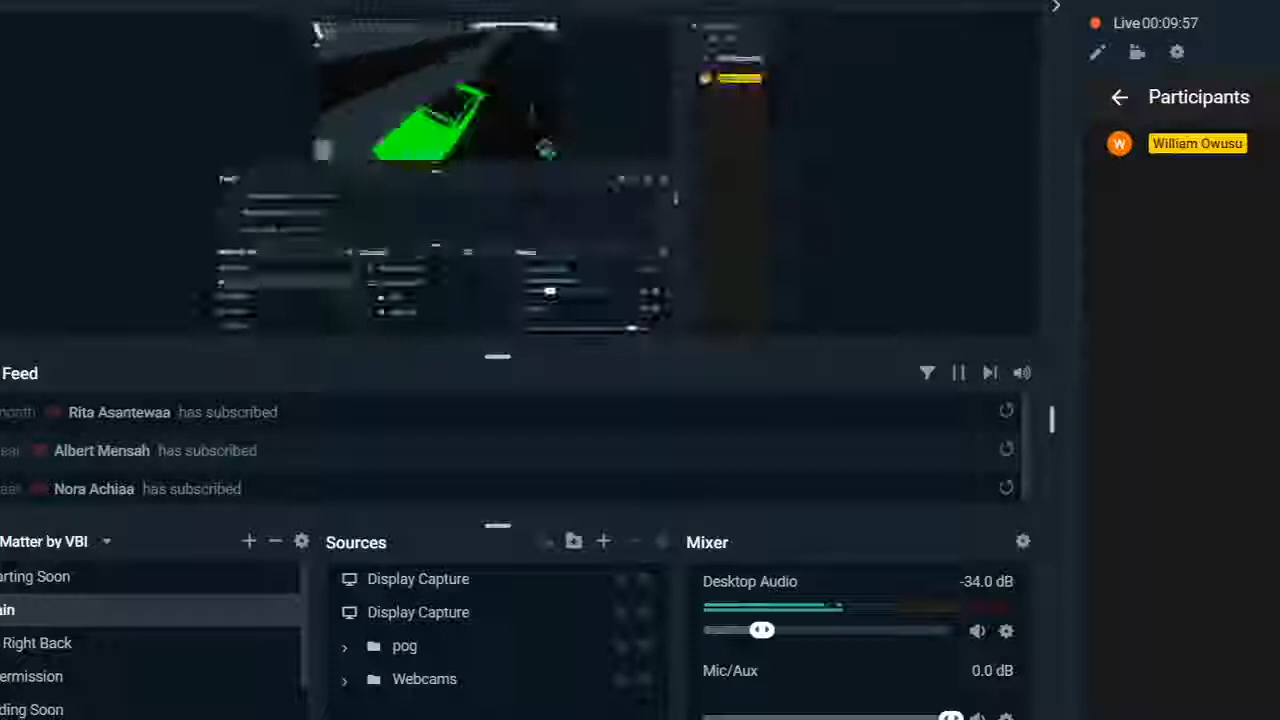 Live 00:09:57
Participants
W William Owusu
Feed
Rita Asantewaa has subscribed
Albert Mensah has subscribed
Nora Achiaa has subscribed
Matter by VBI
Sources
Mixer
arting Soon
Display Capture
Desktop Audio -34.0 dB
ain
Display Capture
Right Back
pog
ermission
Webcams
Mic/Aux 0.0 dB
ding Soon